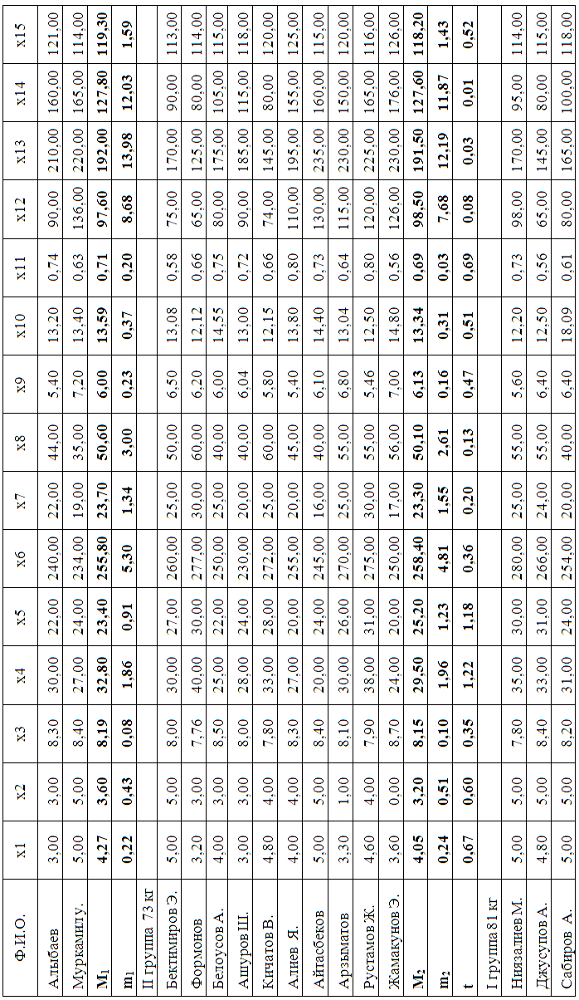 Ф.И.О. x1 x2 x3 x4 x5 x6 x7 x8 x9 x10 x11 x12 x13 x14 x15
Алыбаев 3,00 3,00 8,30 30,00 22,00 240,00 22,00 44,00 5,40 13,20 0,74 90,00 210,00 160,00 121,00
Муркамил у. 5,00 5,00 8,40 27,00 24,00 234,00 19,00 35,00 7,20 13,40 0,63 136,00 220,00 165,00 114,00
M₁ 4,27 3,60 8,19 32,80 23,40 255,80 23,70 50,60 6,00 13,59 0,71 97,60 192,00 127,80 119,30
m₁ 0,22 0,43 0,08 1,86 0,91 5,30 1,34 3,00 0,23 0,37 0,20 8,68 13,98 12,03 1,59
II группа 73 кг
Бектимиров Э. 5,00 5,00 8,00 30,00 27,00 260,00 25,00 50,00 6,50 13,08 0,58 75,00 170,00 90,00 113,00
Формонов 3,20 3,00 7,76 40,00 30,00 277,00 30,00 60,00 6,20 12,12 0,66 65,00 125,00 80,00 114,00
Белоусов А. 4,00 3,00 8,50 25,00 22,00 250,00 25,00 40,00 6,00 14,55 0,75 80,00 175,00 105,00 115,00
Ашуров Ш. 3,00 3,00 8,00 28,00 24,00 230,00 20,00 40,00 6,04 13,00 0,72 90,00 185,00 115,00 118,00
Кичатов В. 4,80 4,00 7,80 33,00 28,00 272,00 25,00 60,00 5,80 12,15 0,66 74,00 145,00 80,00 120,00
Алиев Я. 4,00 4,00 8,30 27,00 20,00 255,00 20,00 45,00 5,40 13,80 0,80 110,00 195,00 155,00 125,00
Айтасбеков 5,00 5,00 8,40 20,00 24,00 245,00 16,00 40,00 6,10 14,40 0,73 130,00 235,00 160,00 115,00
Арзыматов 3,30 1,00 8,10 30,00 26,00 270,00 25,00 55,00 6,80 13,04 0,64 115,00 230,00 150,00 120,00
Рустамов Ж. 4,60 4,00 7,90 38,00 31,00 275,00 30,00 55,00 5,46 12,50 0,80 120,00 225,00 165,00 116,00
Жамакунов Э. 3,60 0,00 8,70 24,00 20,00 250,00 17,00 56,00 7,00 14,80 0,56 126,00 230,00 176,00 126,00
M₂ 4,05 3,20 8,15 29,50 25,20 258,40 23,30 50,10 6,13 13,34 0,69 98,50 191,50 127,60 118,20
m₂ 0,24 0,51 0,10 1,96 1,23 4,81 1,55 2,61 0,16 0,31 0,03 7,68 12,19 11,87 1,43
t 0,67 0,60 0,35 1,22 1,18 0,36 0,20 0,13 0,47 0,51 0,69 0,08 0,03 0,01 0,52
I группа 81 кг
Ниязалиев М. 5,00 5,00 7,80 35,00 30,00 280,00 25,00 55,00 5,60 12,20 0,73 98,00 170,00 95,00 114,00
Джусупов А. 4,80 5,00 8,40 33,00 31,00 266,00 24,00 55,00 6,40 12,50 0,56 65,00 145,00 80,00 115,00
Сабиров А. 5,00 5,00 8,20 31,00 24,00 254,00 20,00 40,00 6,40 18,09 0,61 80,00 165,00 100,00 118,00